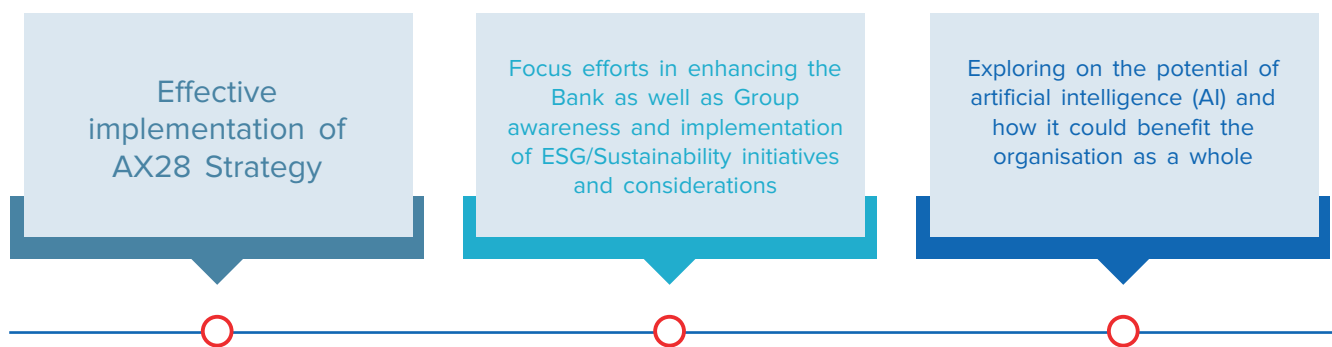 Effective
implementation of
AX28 Strategy
Focus efforts in enhancing the
Bank as well as Group
awareness and implementation
of ESG/Sustainability initiatives
and considerations
Exploring on the potential of
artificial intelligence (AI) and
how it could benefit the
organisation as a whole